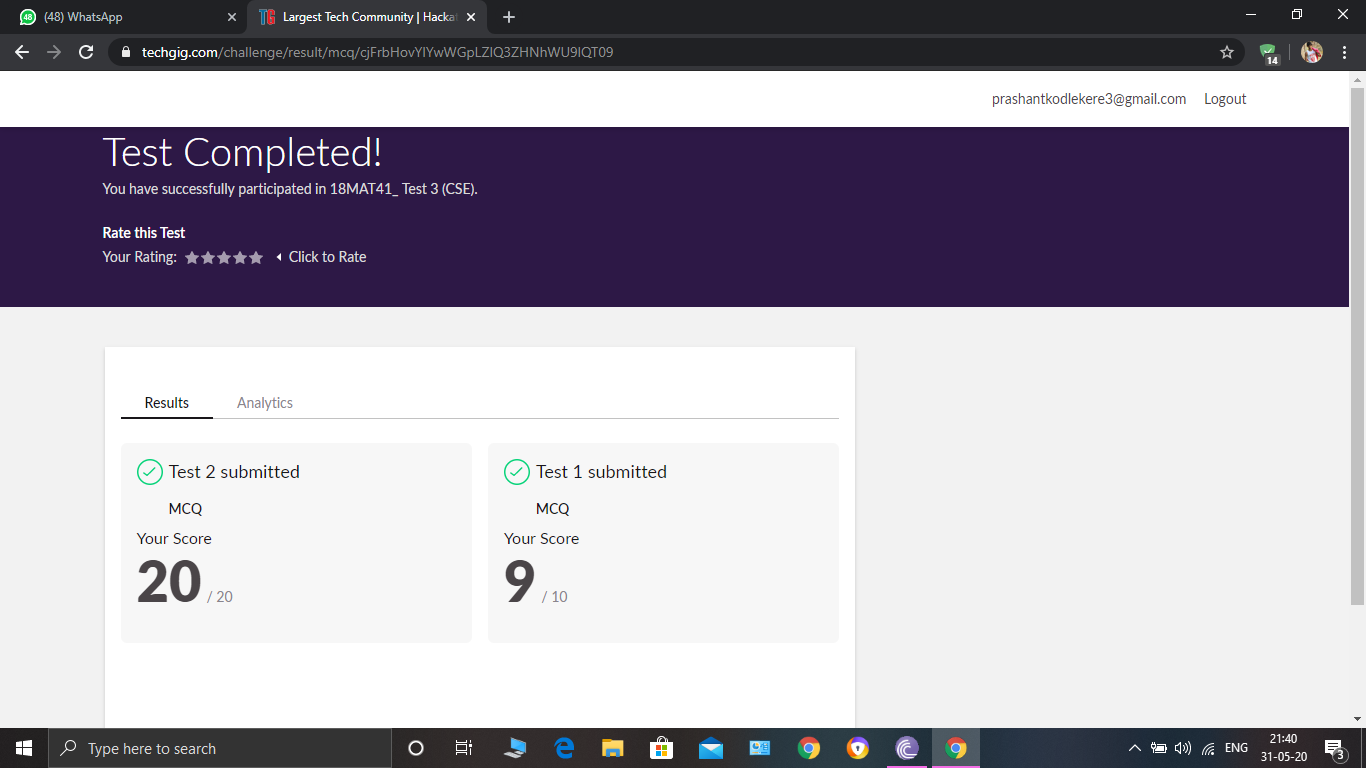 48
(48) WhatsApp
TG
Largest Tech Community | Hacka
techgig.com/challenge/result/mcq/
14
prashantkodlekere3@gmail.com Logout
Test Completed!
You have successfully participated in 18MAT41_ Test 3 (CSE).
Rate this Test
Your Rating: Click to Rate
Results Analytics
Test 2 submitted
MCQ
Your Score
20 / 20
Test 1 submitted
MCQ
Your Score
9 / 10
Type here to search
ENG
21:40
31-05-20
3